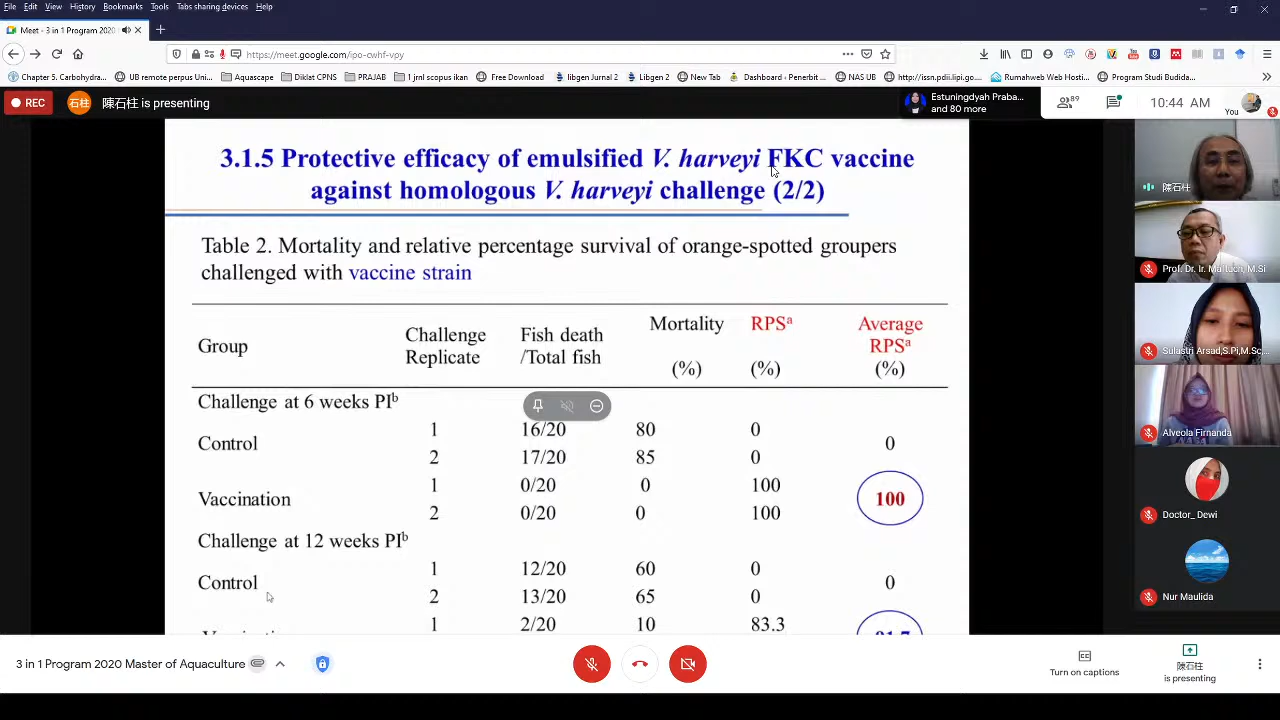 File Edit View History Bookmarks Tools Tabs sharing devices Window Help
Meet - 3 in 1 Program 2020
https://meet.google.com/ipo-cwhf-vpy
Chapter 5. Carbohydra... UB remote perpus Uni... Aquascape Diklat CPNS PRAJAB 1 jml scopus ikan Free Download libgen Jurnal 2 Libgen 2 New Tab Dashboard ‹ Penerbit ... NAS UB http://issn.pdii.lipi.go... Rumahweb Web Hosti... Program Studi Budida...
REC 石柱 陳石柱 is presenting
Estuningdyah Praba...
and 80 more
89
10:44 AM
You
3.1.5 Protective efficacy of emulsified V. harveyi FKC vaccine
against homologous V. harveyi challenge (2/2)
Table 2. Mortality and relative percentage survival of orange-spotted groupers
challenged with vaccine strain
Group Challenge Replicate Fish death /Total fish Mortality (%) RPSa (%) Average RPSa (%)
Challenge at 6 weeks PIb
Control 1 16/20 80 0 0
2 17/20 85 0
Vaccination 1 0/20 0 100 100
2 0/20 0 100
Challenge at 12 weeks PIb
Control 1 12/20 60 0 0
2 13/20 65 0
1 2/20 10 83.3
陳石柱
Prof. Dr. Ir. Maftuch, M.Si
Sulastri Arsad,S.Pi,M.Sc,...
Alveola Firnanda
Doctor_ Dewi
Nur Maulida
3 in 1 Program 2020 Master of Aquaculture
Turn on captions
陳石柱
is presenting